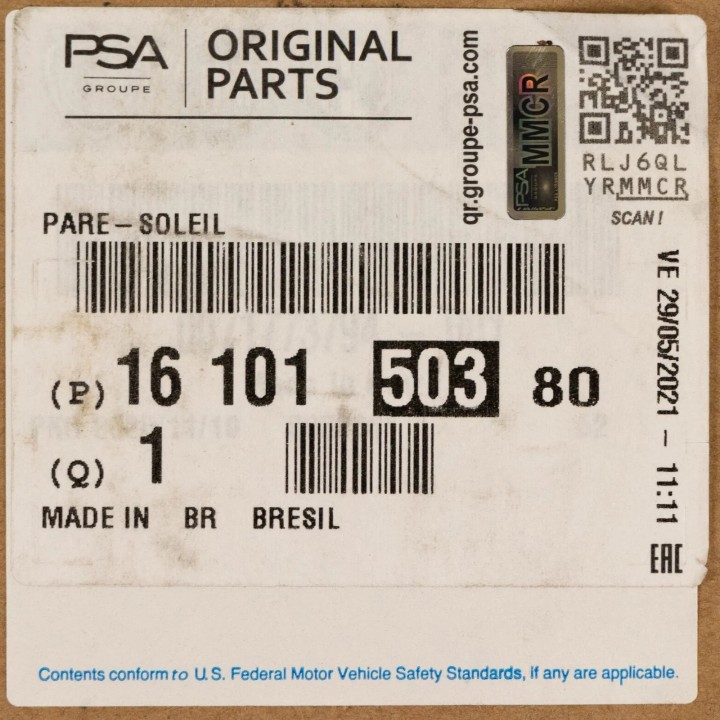 PSA
GROUPE
ORIGINAL
PARTS
qr.groupe-psa.com
PSA
MMCR
RLJ6QL
YRMMCR
SCAN!
PARE-SOLEIL
(P) 16 101 503 80
(Q) 1
MADE IN BR BRESIL
VE 29/05/2021 - 11:11
EAC
Contents conform to U.S. Federal Motor Vehicle Safety Standards, if any are applicable.